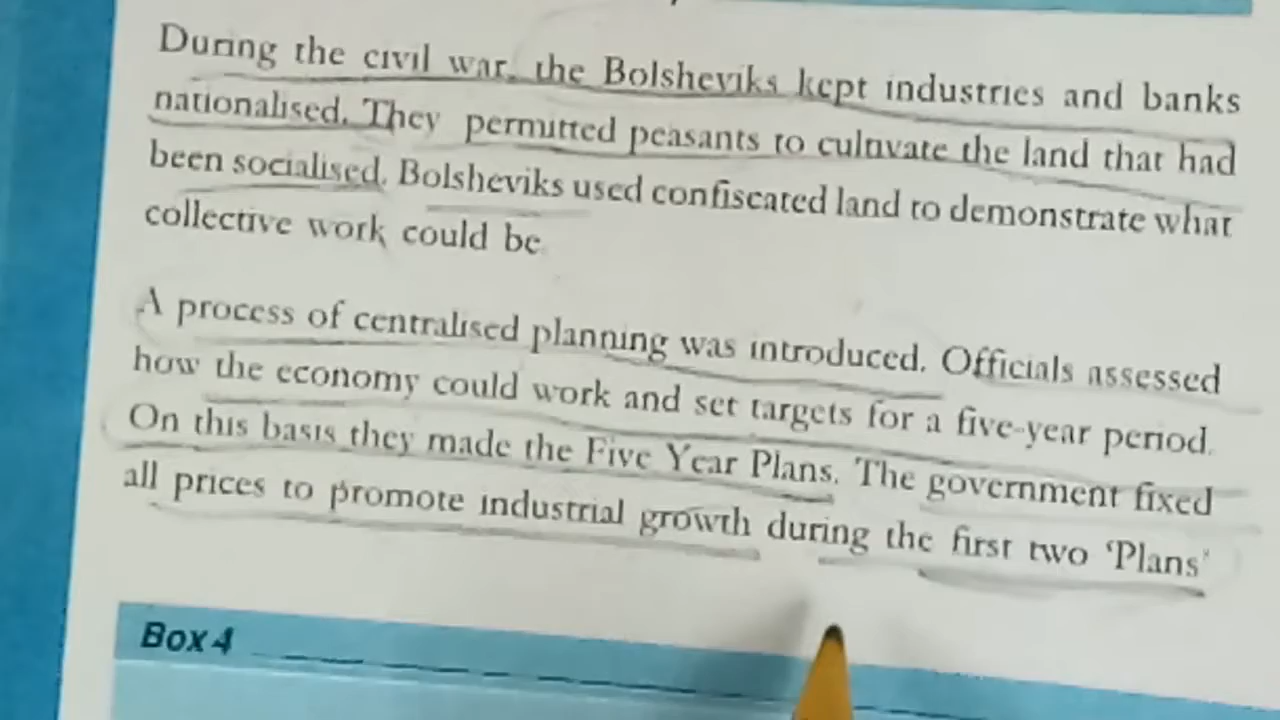 During the civil war, the Bolsheviks kept industries and banks
nationalised. They permitted peasants to cultivate the land that had
been socialised. Bolsheviks used confiscated land to demonstrate what
collective work could be
A process of centralised planning was introduced. Officials assessed
how the economy could work and set targets for a five-year period.
On this basis they made the Five Year Plans. The government fixed
all prices to promote industrial growth during the first two ‘Plans’
Box 4